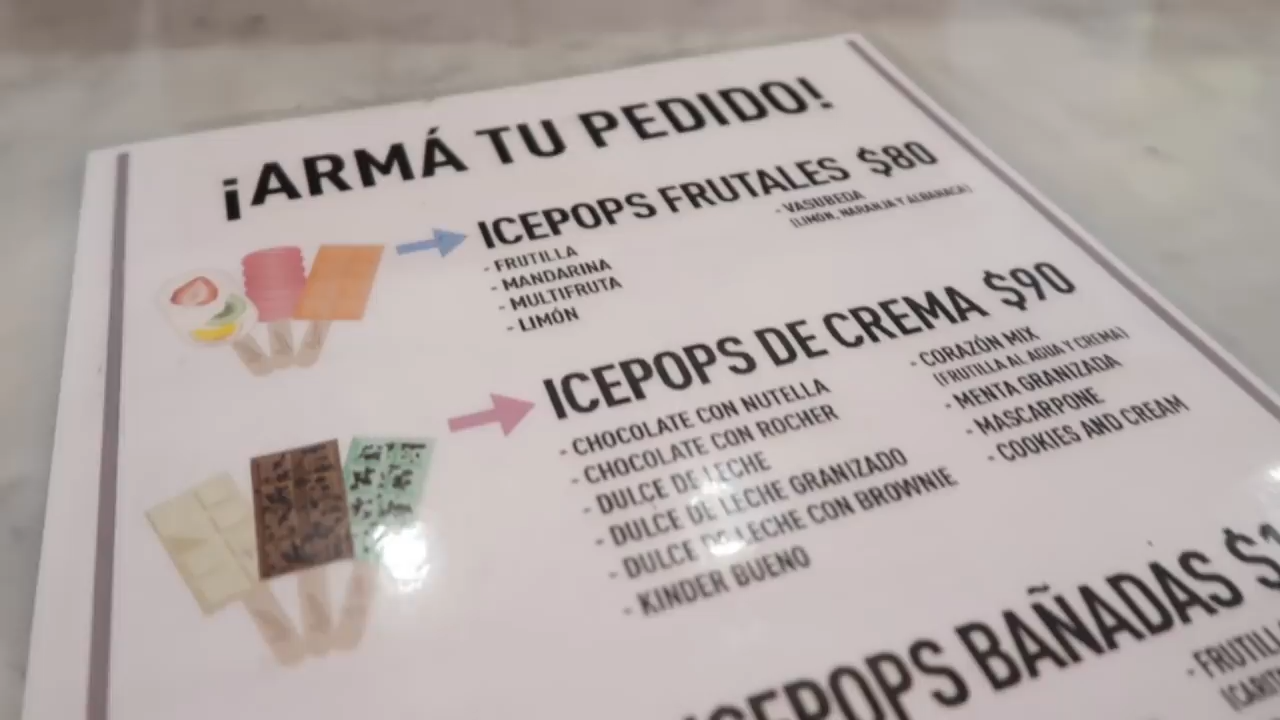 ¡ARMÁ TU PEDIDO!
ICEPOPS FRUTALES $80
- FRUTILLA
- MANDARINA
- MULTIFRUTA
- LIMÓN
- VASUBEDA
(LIMÓN, NARANJA Y ALBAHACA)
ICEPOPS DE CREMA $90
- CHOCOLATE CON NUTELLA
- CHOCOLATE CON ROCHER
- DULCE DE LECHE
- DULCE DE LECHE GRANIZADO
- DULCE DE LECHE CON BROWNIE
- KINDER BUENO
- CORAZÓN MIX
(FRUTILLA AL AGUA Y CREMA)
- MENTA GRANIZADA
- MASCARPONE
- COOKIES AND CREAM
ICEPOPS BAÑADAS